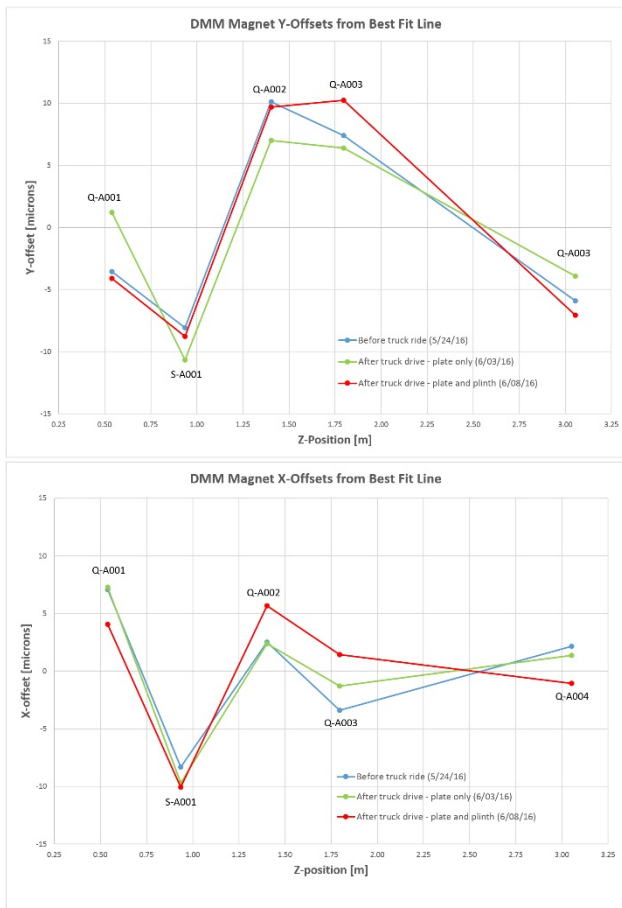 DMM Magnet Y-Offsets from Best Fit Line
15
10
5
0
-5
-10
-15
Y-offset [microns]
Q-A001
S-A001
Q-A002
Q-A003
Q-A003
Before truck ride (5/24/16)
After truck drive - plate only (6/03/16)
After truck drive - plate and plinth (6/08/16)
0.25 0.50 0.75 1.00 1.25 1.50 1.75 2.00 2.25 2.50 2.75 3.00 3.25
Z-Position [m]
DMM Magnet X-Offsets from Best Fit Line
15
10
5
0
-5
-10
-15
X-offset [microns]
Q-A001
S-A001
Q-A002
Q-A003
Q-A004
Before truck ride (5/24/16)
After truck drive - plate only (6/03/16)
After truck drive - plate and plinth (6/08/16)
0.25 0.50 0.75 1.00 1.25 1.50 1.75 2.00 2.25 2.50 2.75 3.00 3.25
Z-position [m]